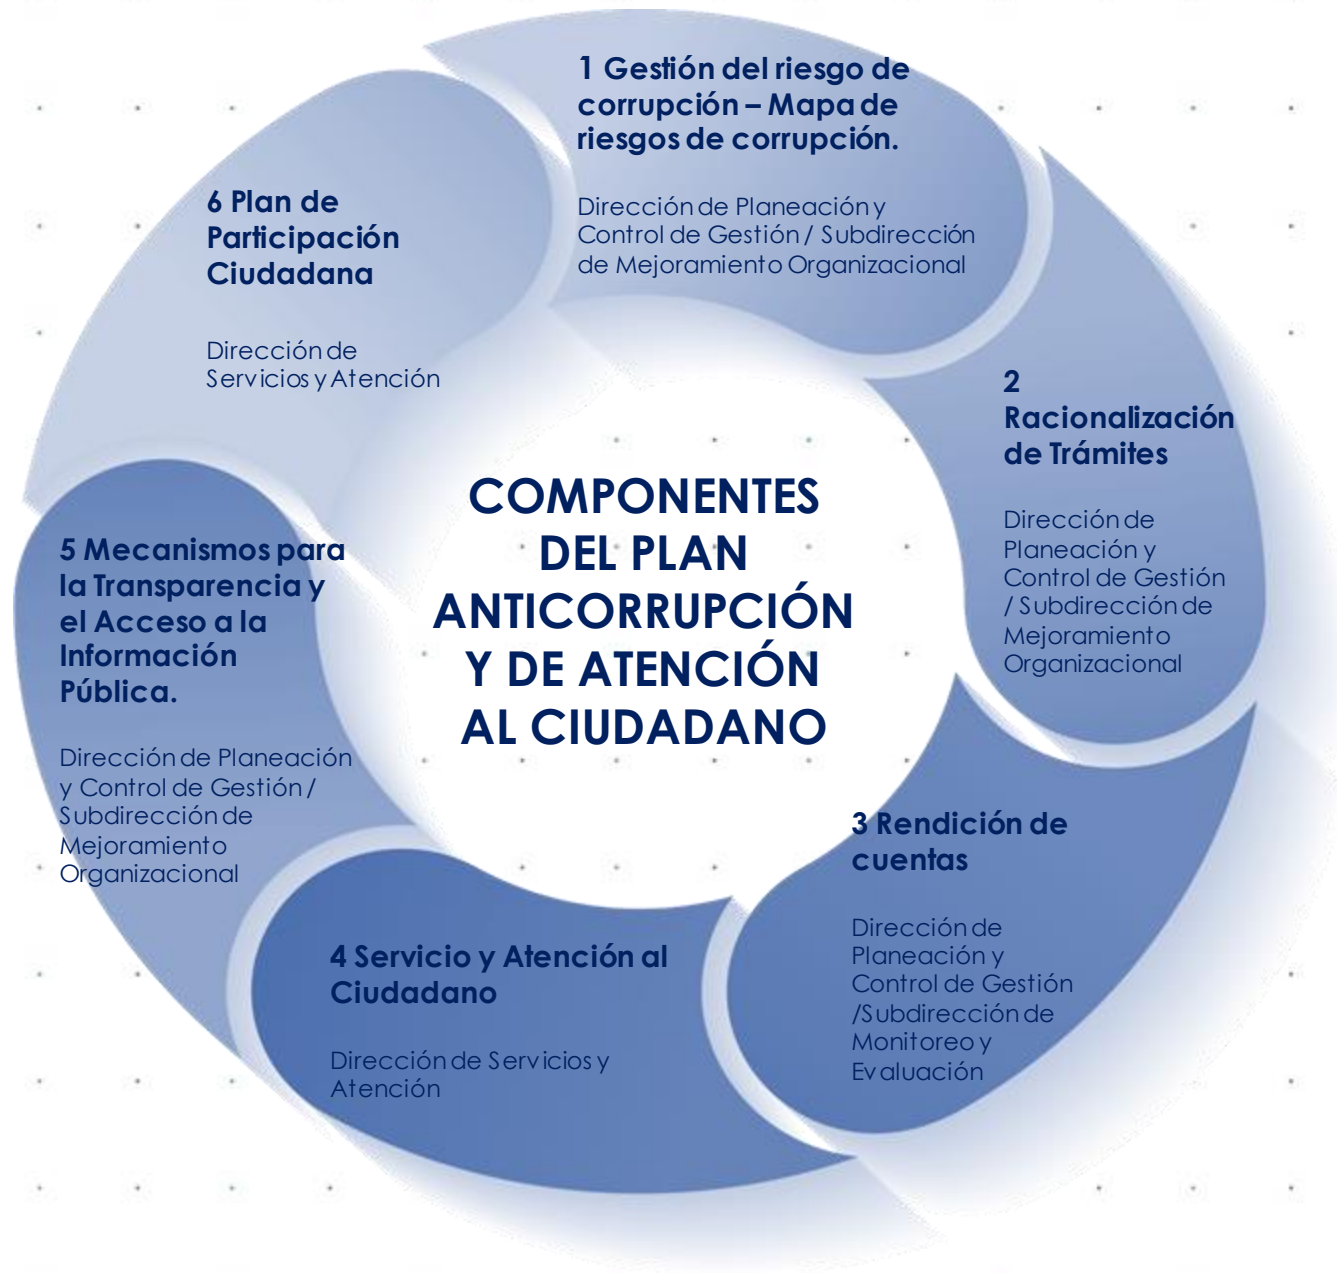 COMPONENTES
DEL PLAN
ANTICORRUPCIÓN
Y DE ATENCIÓN
AL CIUDADANO
1 Gestión del riesgo de
corrupción – Mapa de
riesgos de corrupción.
Dirección de Planeación y
Control de Gestión / Subdirección
de Mejoramiento Organizacional
2
Racionalización
de Trámites
Dirección de
Planeación y
Control de Gestión
/ Subdirección de
Mejoramiento
Organizacional
3 Rendición de
cuentas
Dirección de
Planeación y
Control de Gestión
/Subdirección de
Monitoreo y
Evaluación
4 Servicio y Atención al
Ciudadano
Dirección de Servicios y
Atención
5 Mecanismos para
la Transparencia y
el Acceso a la
Información
Pública.
Dirección de Planeación
y Control de Gestión /
Subdirección de
Mejoramiento
Organizacional
6 Plan de
Participación
Ciudadana
Dirección de
Servicios y Atención